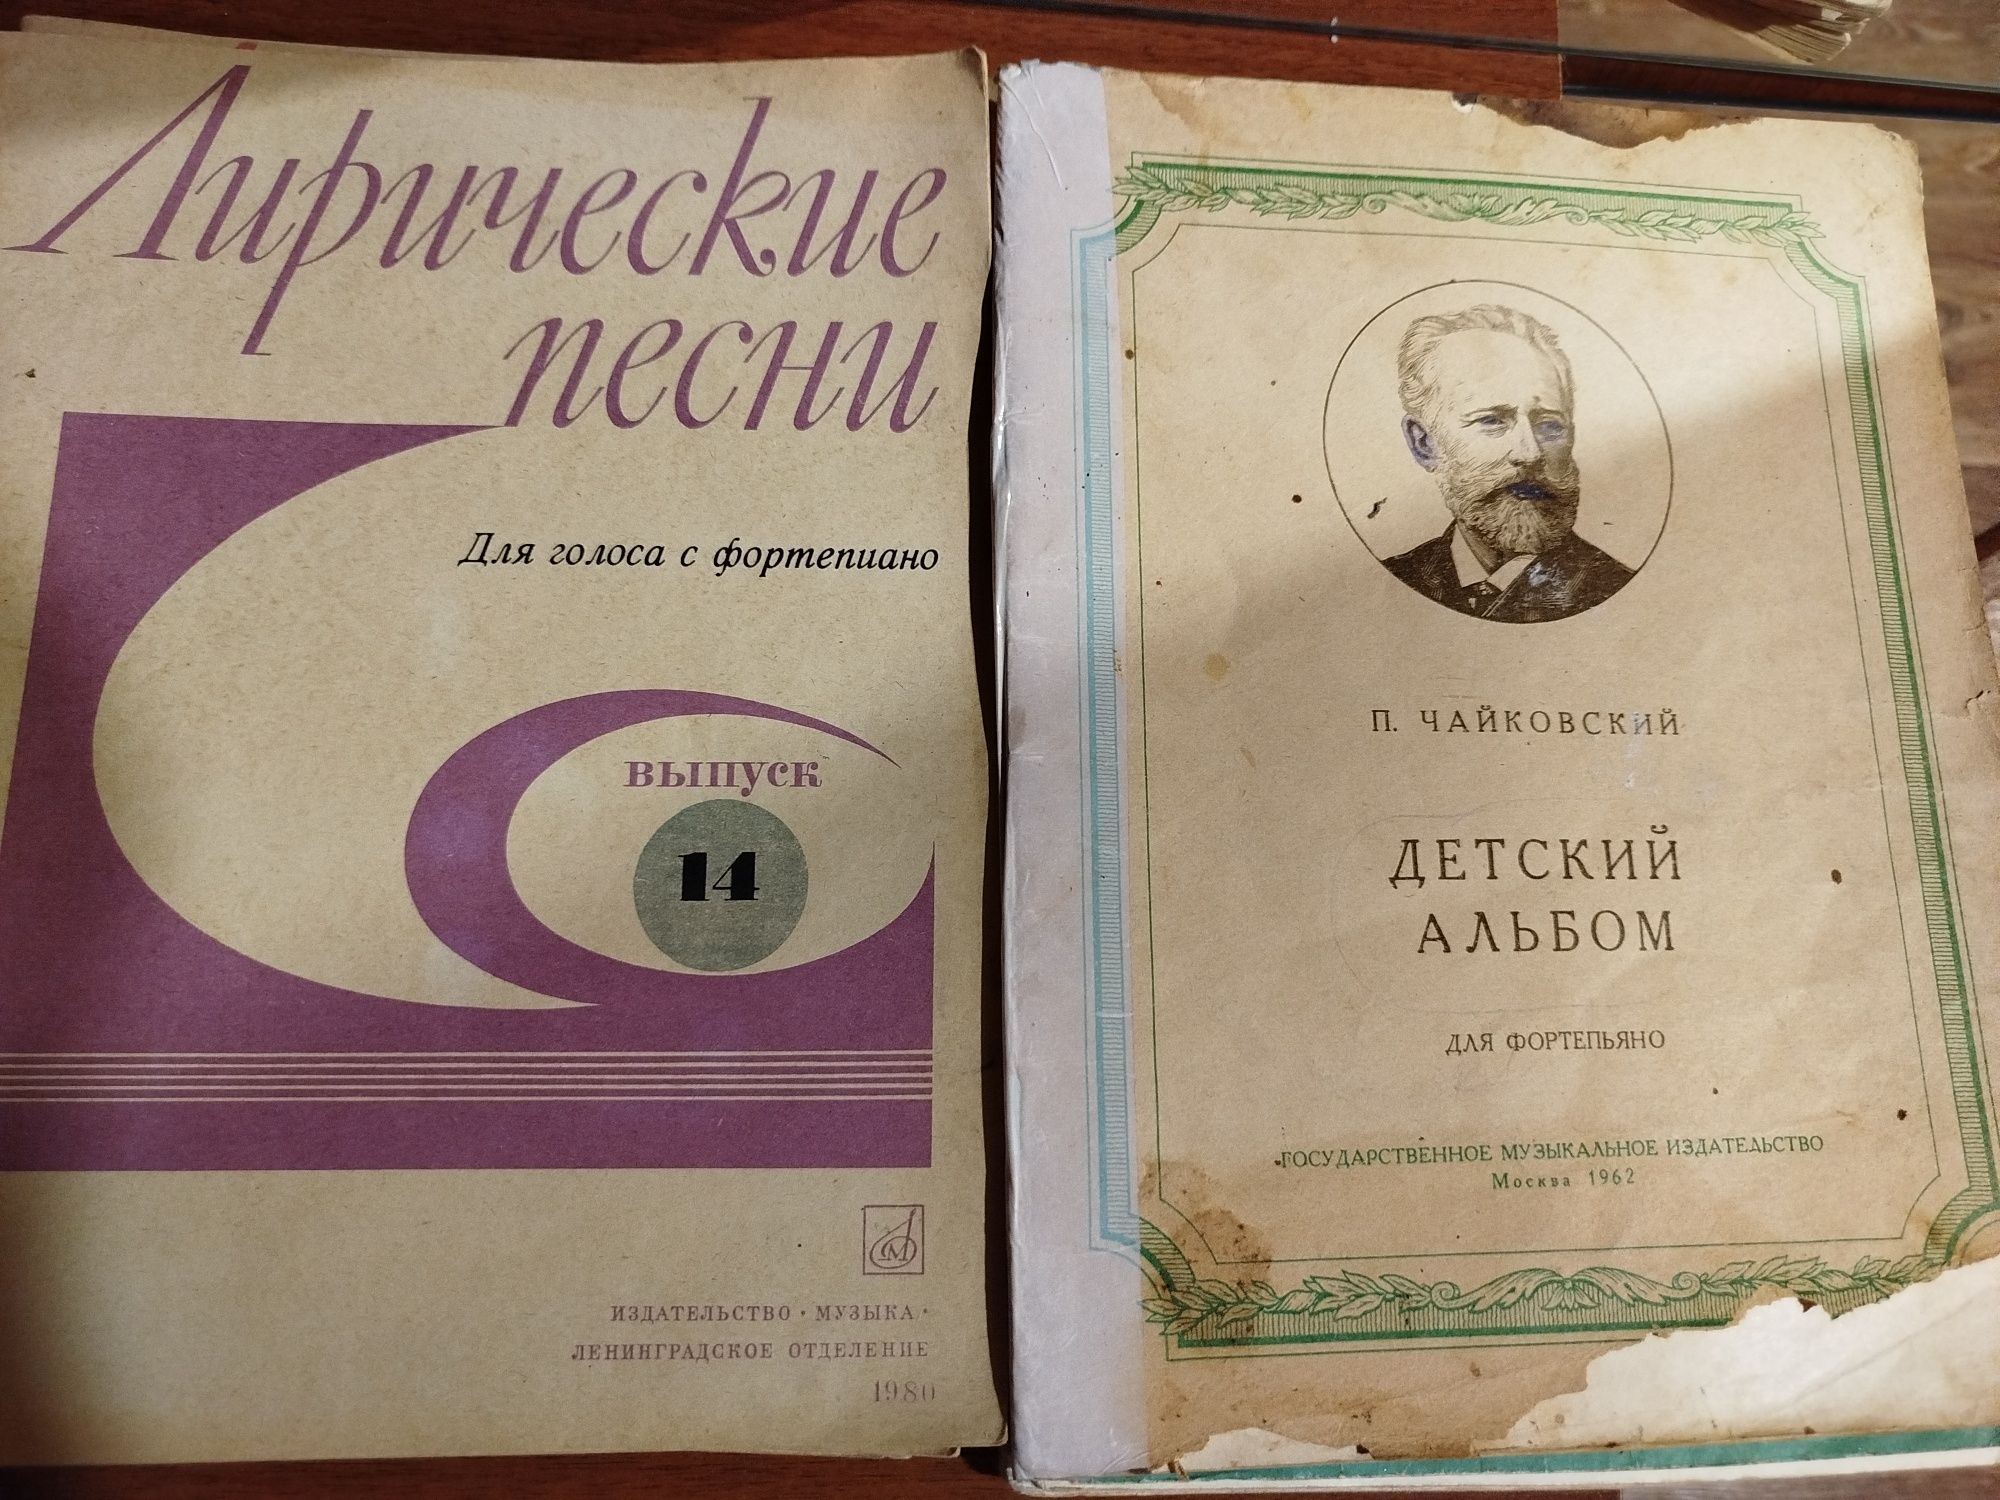 Лирические
песни
Для голоса с фортепиано
ВЫПУСК
14
ИЗДАТЕЛЬСТВО · МУЗЫКА ·
ЛЕНИНГРАДСКОЕ ОТДЕЛЕНИЕ
1980
П. ЧАЙКОВСКИЙ
ДЕТСКИЙ
АЛЬБОМ
ДЛЯ ФОРТЕПЬЯНО
ГОСУДАРСТВЕННОЕ МУЗЫКАЛЬНОЕ ИЗДАТЕЛЬСТВО
Москва 1962